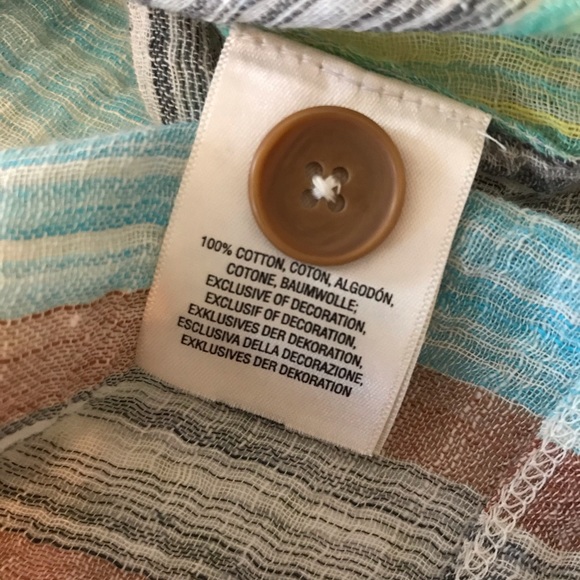 100% COTTON, COTON, ALGODÓN,
COTONE, BAUMWOLLE;
EXCLUSIVE OF DECORATION,
EXCLUSIF OF DECORATION,
EXKLUSIVES DER DEKORATION,
ESCLUSIVA DELLA DECORAZIONE,
EXKLUSIVES DER DEKORATION